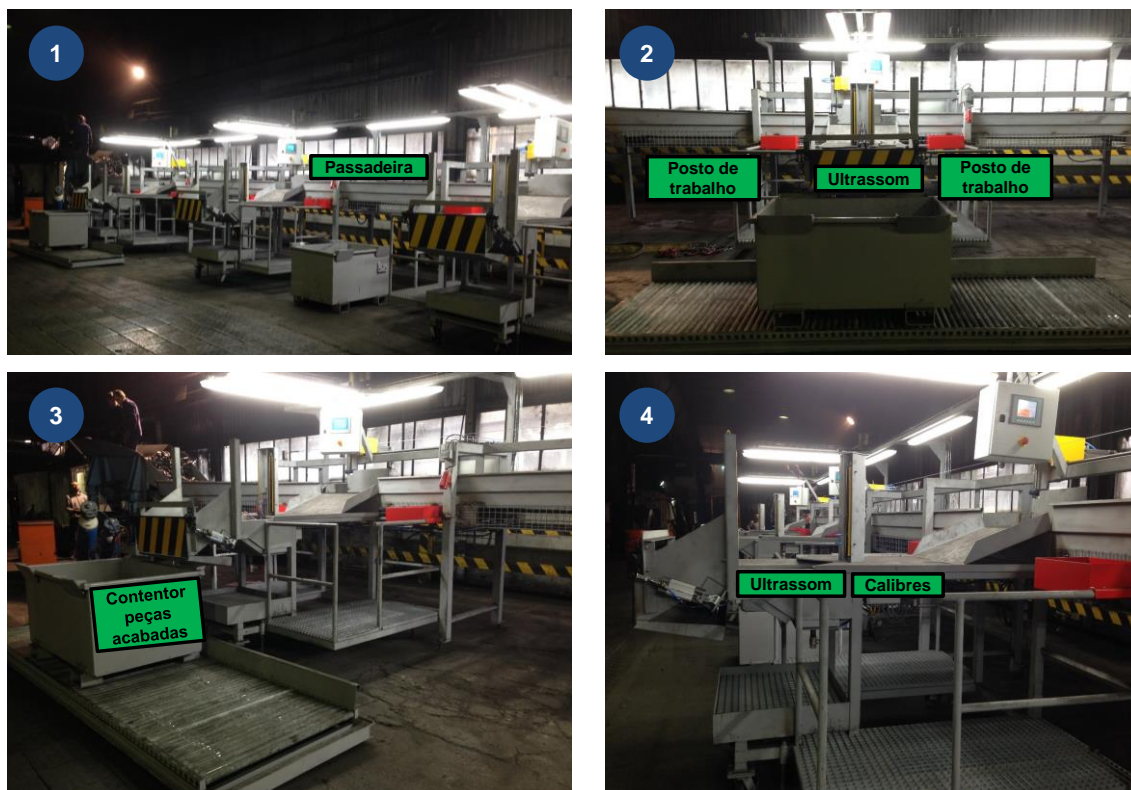 1
Passadeira
2
Posto de
trabalho
Ultrassom
Posto de
trabalho
3
Contentor
peças
acabadas
4
Ultrassom
Calibres